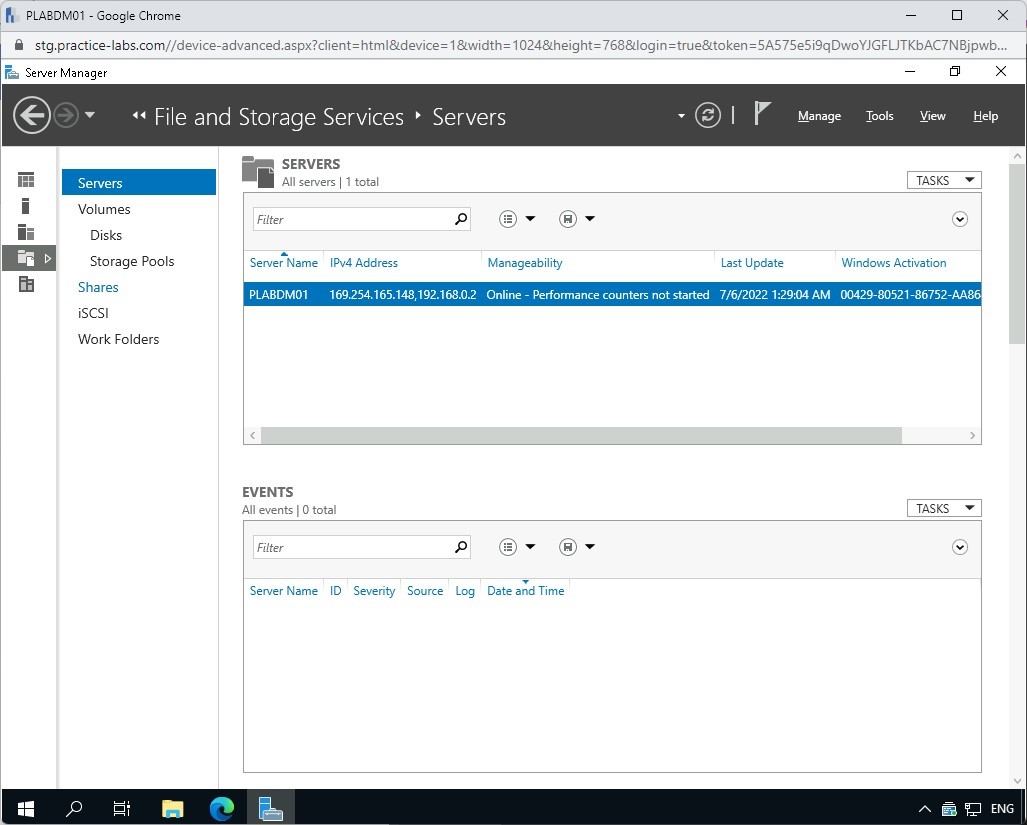 PLABDM01 - Google Chrome
stg.practice-labs.com//device-advanced.aspx?client=html&device=1&width=1024&height=768&login=true&token=5A575e5i9qDwoYJGFLJTKbAC7NBjpwb...
Server Manager
File and Storage Services Servers
Manage Tools View Help
Servers
Volumes
Disks
Storage Pools
Shares
iSCSI
Work Folders
SERVERS
All servers | 1 total
TASKS
Filter
Server Name IPv4 Address Manageability Last Update Windows Activation
PLABDM01 169.254.165.148,192.168.0.2 Online - Performance counters not started 7/6/2022 1:29:04 AM 00429-80521-86752-AA86
EVENTS
All events | 0 total
TASKS
Filter
Server Name ID Severity Source Log Date and Time
ENG